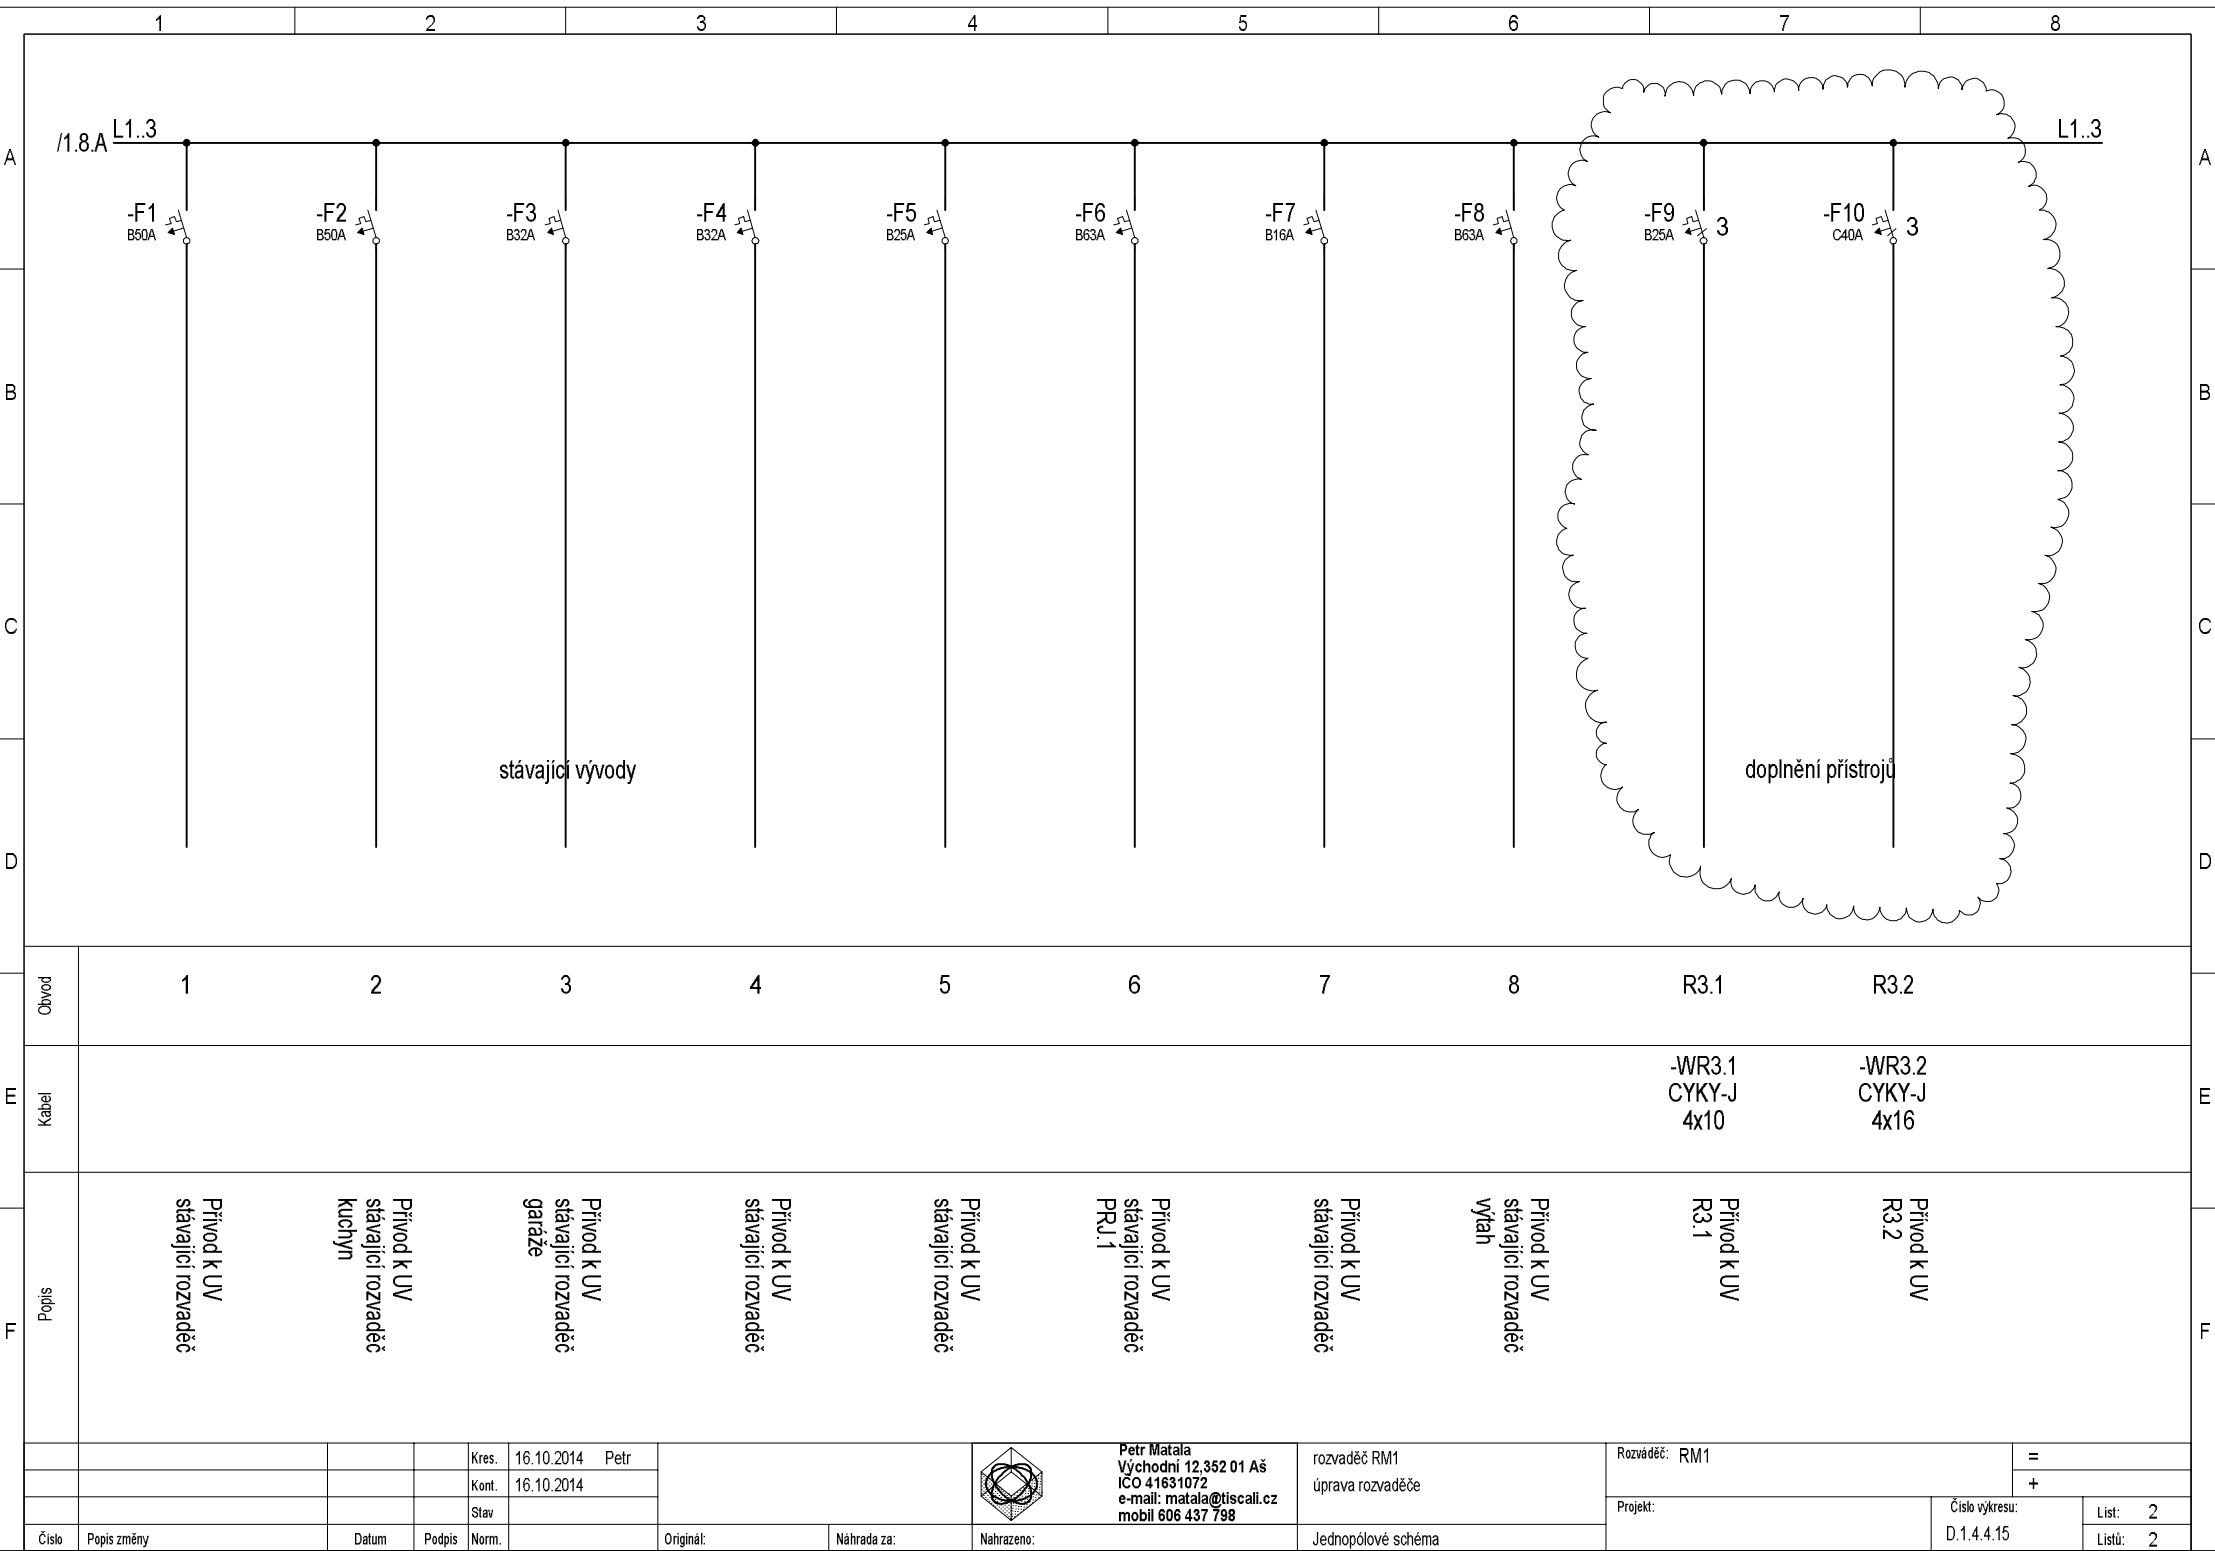 1 2 3 4 5 6 7 8
/1.8.A L1..3 L1..3
A A
-F1 -F2 -F3 -F4 -F5 -F6 -F7 -F8 -F9 3 -F10 3
B50A B50A B32A B32A B25A B63A B16A B63A B25A C40A
B B
C C
stávající vývody doplnění přístrojů
D D
Obvod 1 2 3 4 5 6 7 8 R3.1 R3.2
E E
Kabel
-WR3.1
CYKY-J
4x10
-WR3.2
CYKY-J
4x16
F F
Popis
Přívod k UV
stávající rozvaděč
Přívod k UV
stávající rozvaděč
kuchyn
Přívod k UV
stávající rozvaděč
garáže
Přívod k UV
stávající rozvaděč
Přívod k UV
stávající rozvaděč
Přívod k UV
stávající rozvaděč
PRJ.1
Přívod k UV
stávající rozvaděč
Přívod k UV
stávající rozvaděč
výtah
Přívod k UV
R3.1
Přívod k UV
R3.2
Kres. 16.10.2014 Petr
Kont. 16.10.2014
Stav
Číslo Popis změny Datum Podpis Norm. Originál: Náhrada za: Nahrazeno:
Petr Matala
Východní 12,352 01 Aš
IČO 41631072
e-mail: matala@tiscali.cz
mobil 606 437 798
rozvaděč RM1
úprava rozvaděče
Jednopólové schéma
Rozváděč: RM1
=
+
Projekt:
Číslo výkresu:
D.1.4.4.15
List: 2
Listů: 2